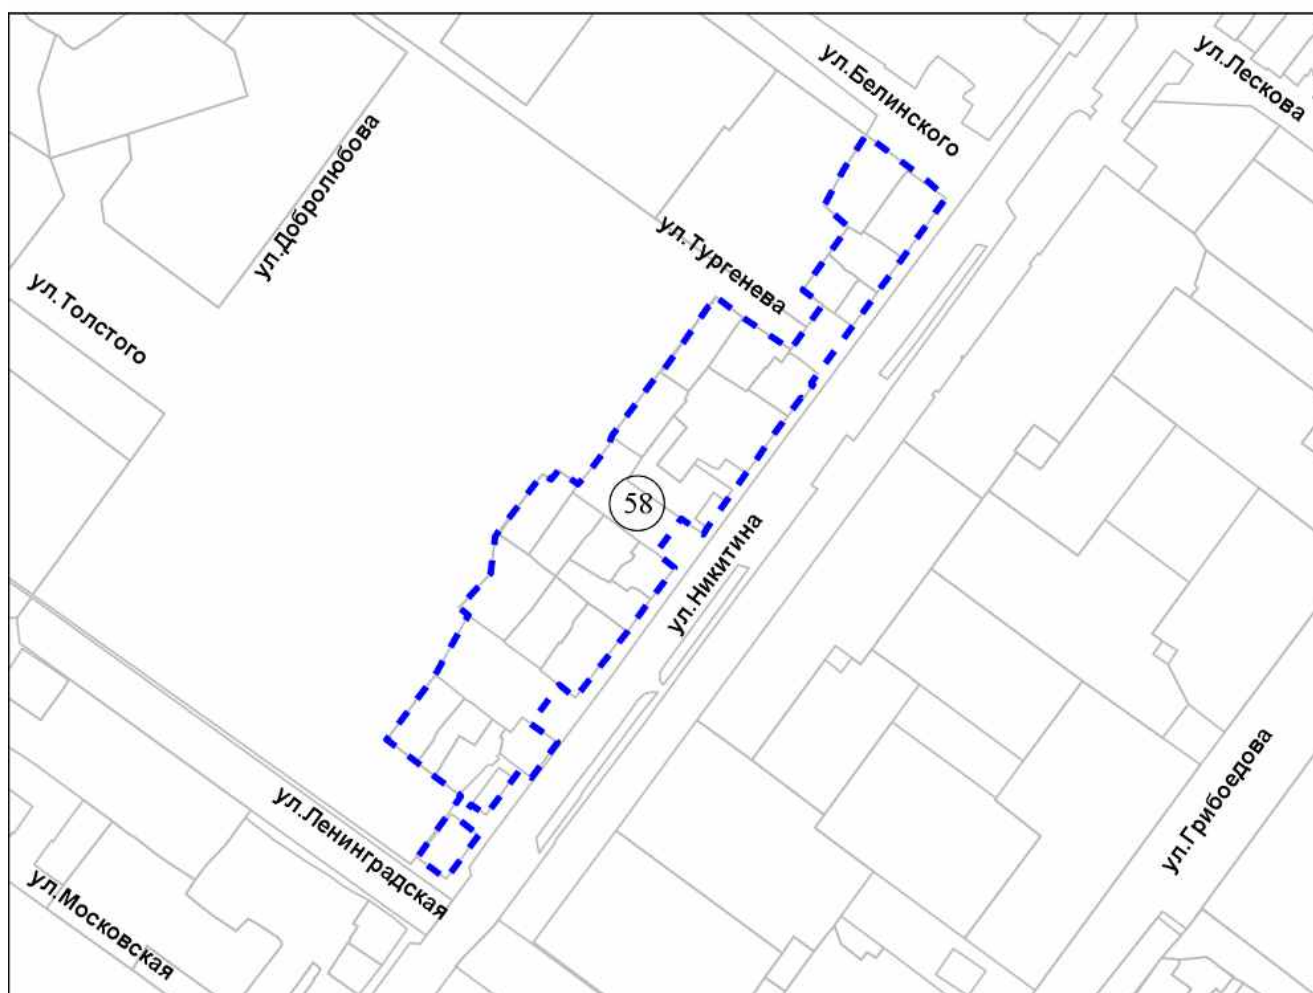 ул.Белинского
ул.Лескова
ул.Добролюбова
ул.Тургенева
ул.Толстого
58
ул.Никитина
ул.Грибоедова
ул.Ленинградская
ул.Московская